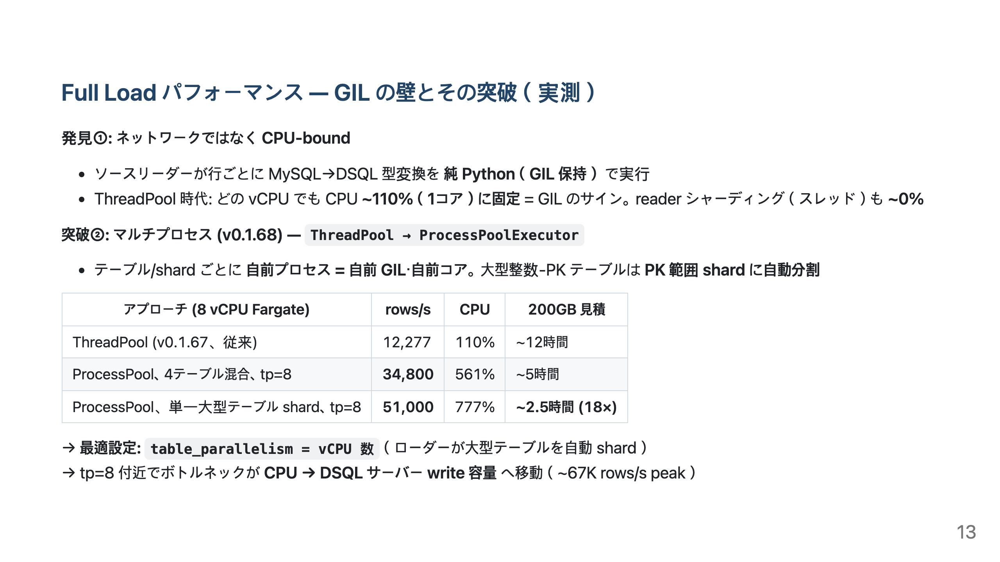 Full Load パフォーマンス — GIL の壁とその突破（実測）
発見①: ネットワークではなく CPU-bound
• ソースリーダーが行ごとに MySQL→DSQL 型変換を 純 Python（GIL 保持）で実行
• ThreadPool 時代: どの vCPU でも CPU ~110%（1コア）に固定 = GIL のサイン。reader シャーディング（スレッド）も ~0%
突破②: マルチプロセス (v0.1.68) — ThreadPool → ProcessPoolExecutor
• テーブル/shard ごとに 自前プロセス = 自前 GIL·自前コア。大型整数-PK テーブルは PK 範囲 shard に自動分割
アプローチ (8 vCPU Fargate) rows/s CPU 200GB 見積
ThreadPool (v0.1.67、従来) 12,277 110% ~12時間
ProcessPool、4テーブル混合、tp=8 34,800 561% ~5時間
ProcessPool、単一大型テーブル shard、tp=8 51,000 777% ~2.5時間 (18×)
→ 最適設定: table_parallelism = vCPU 数（ローダーが大型テーブルを自動 shard）
→ tp=8 付近でボトルネックが CPU → DSQL サーバー write 容量 へ移動（~67K rows/s peak）
13